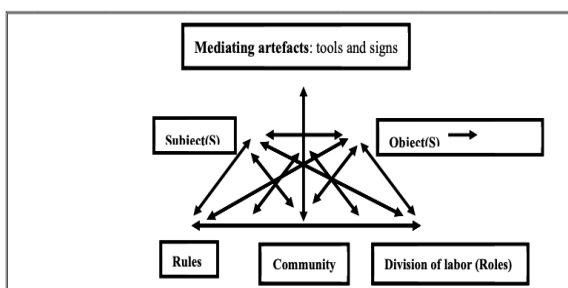 Mediating artefacts: tools and signs
Subject(S)
Object(S)
Rules
Community
Division of labor (Roles)